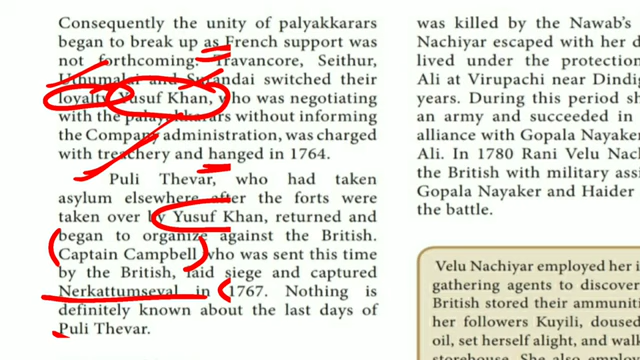 Consequently the unity of palyakkarars
began to break up as French support was
not forthcoming. Travancore, Seithur,
Uthumalai and Surandai switched their
loyalty. Yusuf Khan, who was negotiating
with the palayakkarars without informing
the Company administration, was charged
with treachery and hanged in 1764.
Puli Thevar, who had taken
asylum elsewhere after the forts were
taken over by Yusuf Khan, returned and
began to organize against the British.
Captain Campbell who was sent this time
by the British, laid siege and captured
Nerkattumseval in 1767. Nothing is
definitely known about the last days of
Puli Thevar.
was killed by the Nawab's
Nachiyar escaped with her d
lived under the protection
Ali at Virupachi near Dindig
years. During this period sh
an army and succeeded in
alliance with Gopala Nayaker
Ali. In 1780 Rani Velu Nach
the British with military assi
Gopala Nayaker and Haider
the battle.
Velu Nachiyar employed her i
gathering agents to discover
British stored their ammuniti
her followers Kuyili, doused
oil, set herself alight, and walk
storehouse. She also employ